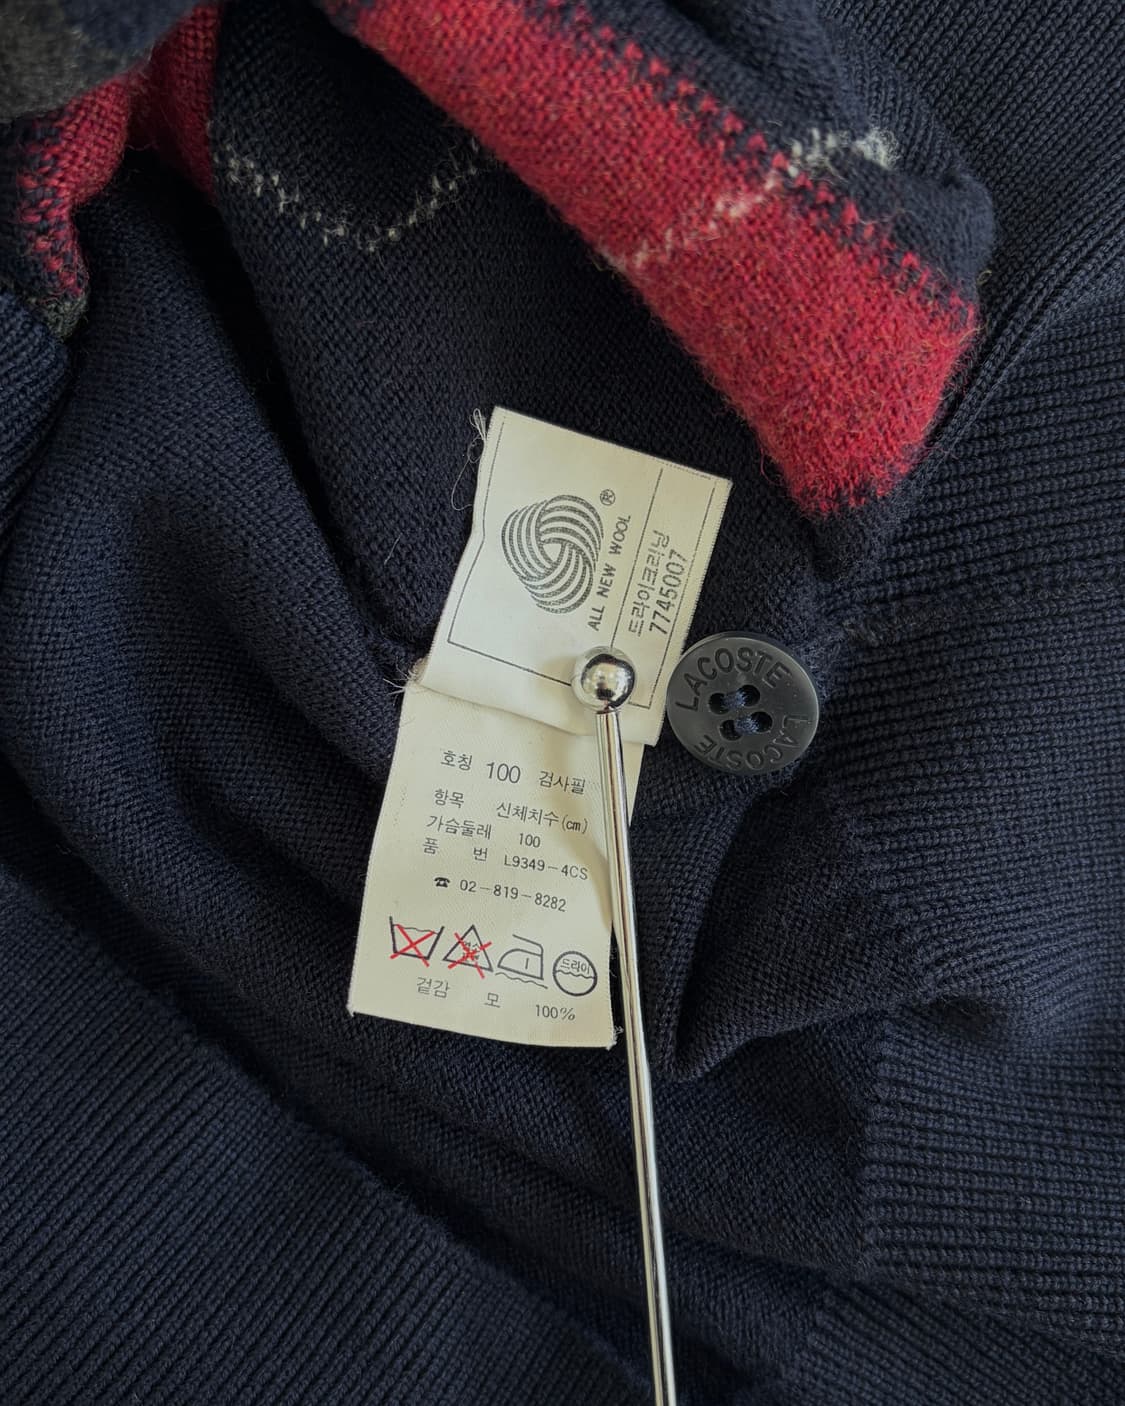 ®
ALL NEW WOOL
드라이크리닝
7745007
LACOSTE
LACOSTE
호칭 100 검사필
항목 신체치수(㎝)
가슴둘레 100
품 번 L9349-4CS
☎ 02-819-8282
드라이
겉감 모 100%